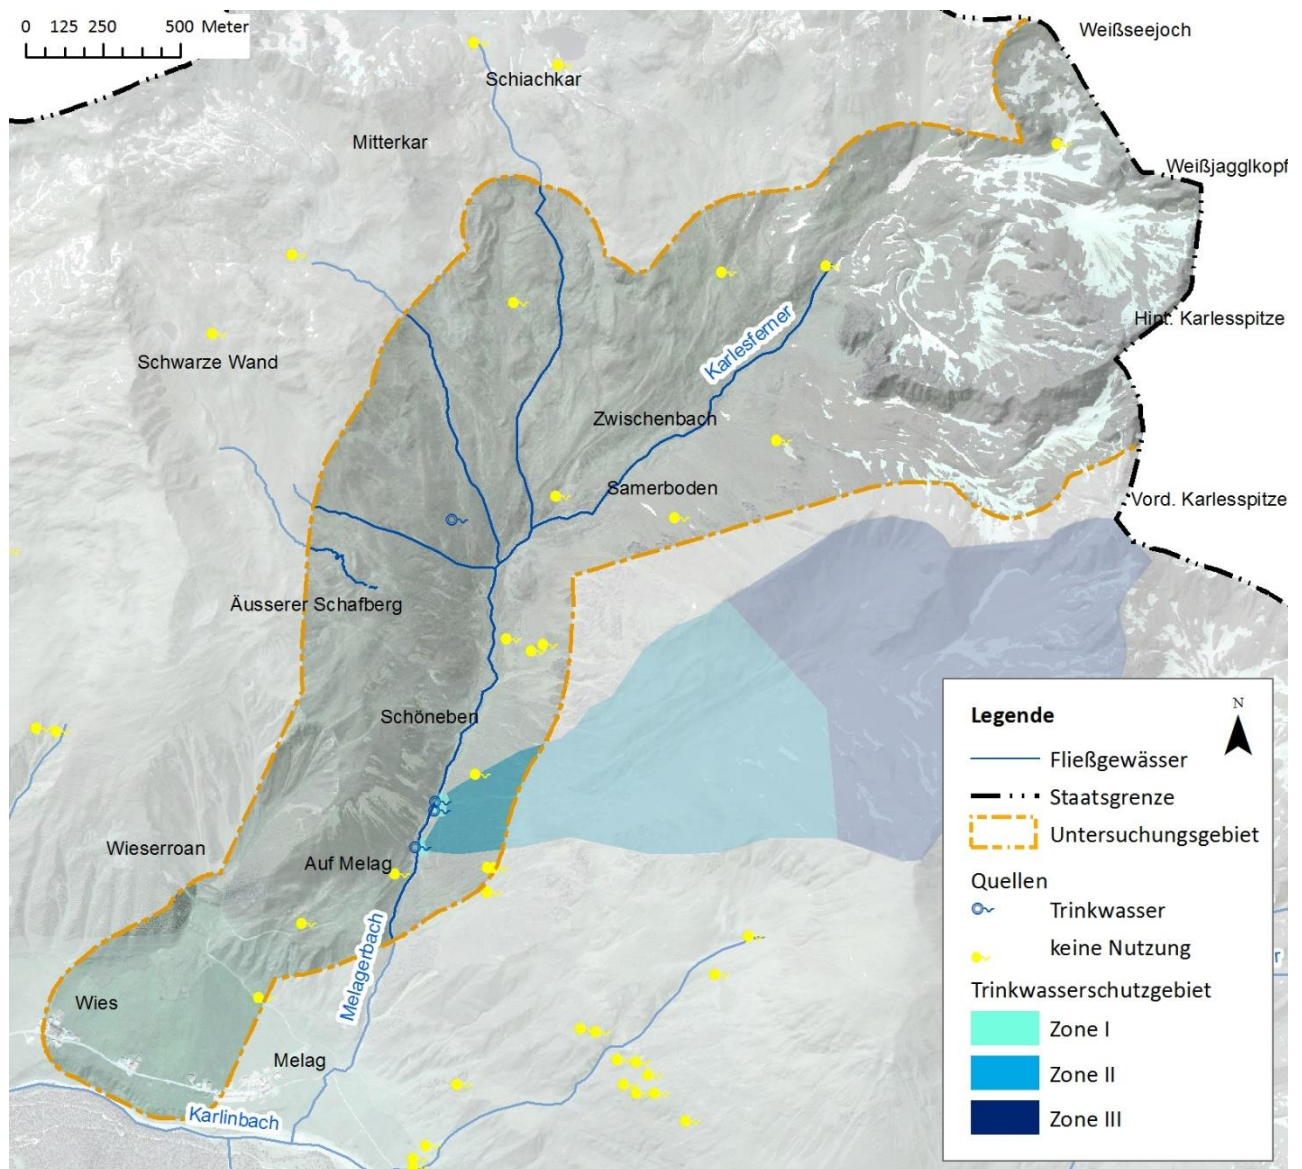 0 125 250 500 Meter
Weißseejoch
Schiachkar
Mitterkar
Weißjagglkopf
Karlesferner
Hint. Karlesspitze
Schwarze Wand
Zwischenbach
Samerboden
Vord. Karlesspitze
Äusserer Schafberg
Schöneben
Wieserroan
Auf Melag
Melagerbach
Wies
Melag
Karlinbach
r
Legende
N
Fließgewässer
Staatsgrenze
Untersuchungsgebiet
Quellen
Trinkwasser
keine Nutzung
Trinkwasserschutzgebiet
Zone I
Zone II
Zone III